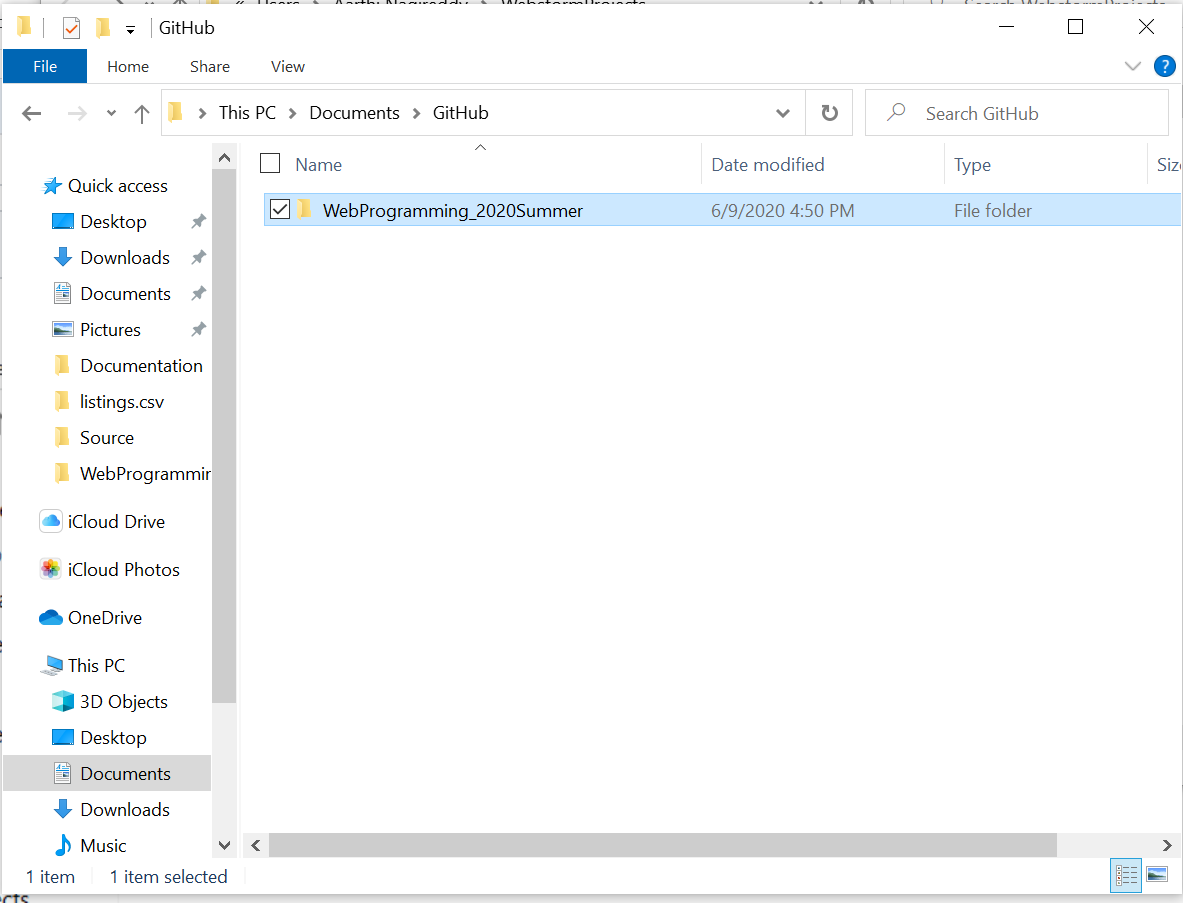 GitHub
File Home Share View
This PC Documents GitHub
Search GitHub
Name Date modified Type
WebProgramming_2020Summer 6/9/2020 4:50 PM File folder
Quick access
Desktop
Downloads
Documents
Pictures
Documentation
listings.csv
Source
WebProgrammin
iCloud Drive
iCloud Photos
OneDrive
This PC
3D Objects
Desktop
Documents
Downloads
Music
1 item 1 item selected